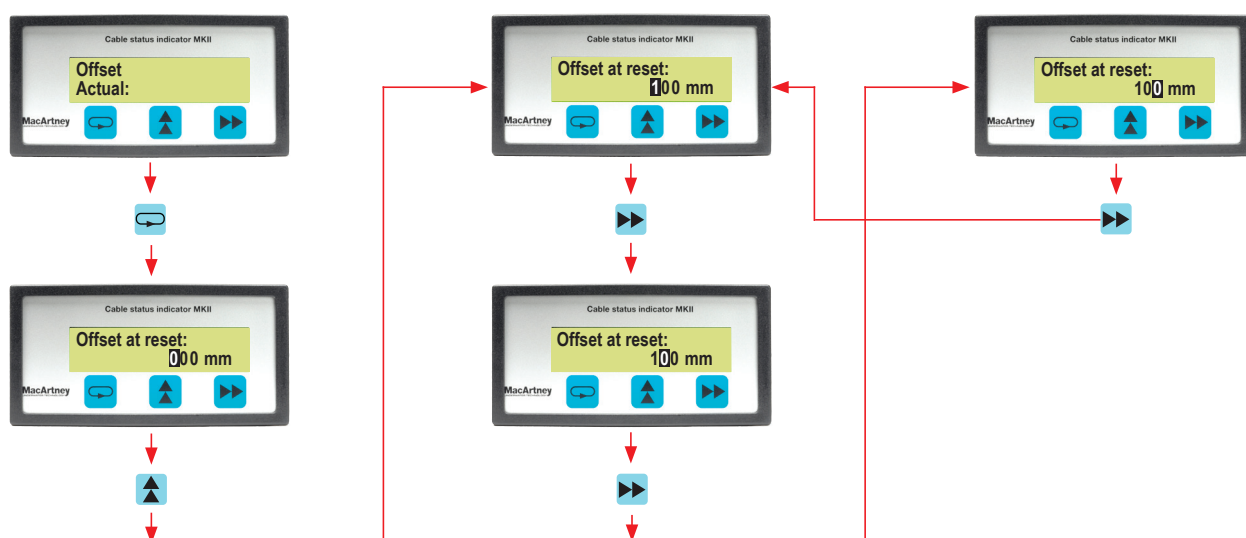 Cable status indicator MKII
Offset
Actual:
MacArtney
Cable status indicator MKII
Offset at reset:
000 mm
MacArtney
Cable status indicator MKII
Offset at reset:
100 mm
MacArtney
Cable status indicator MKII
Offset at reset:
100 mm
MacArtney
Cable status indicator MKII
Offset at reset:
100 mm
MacArtney